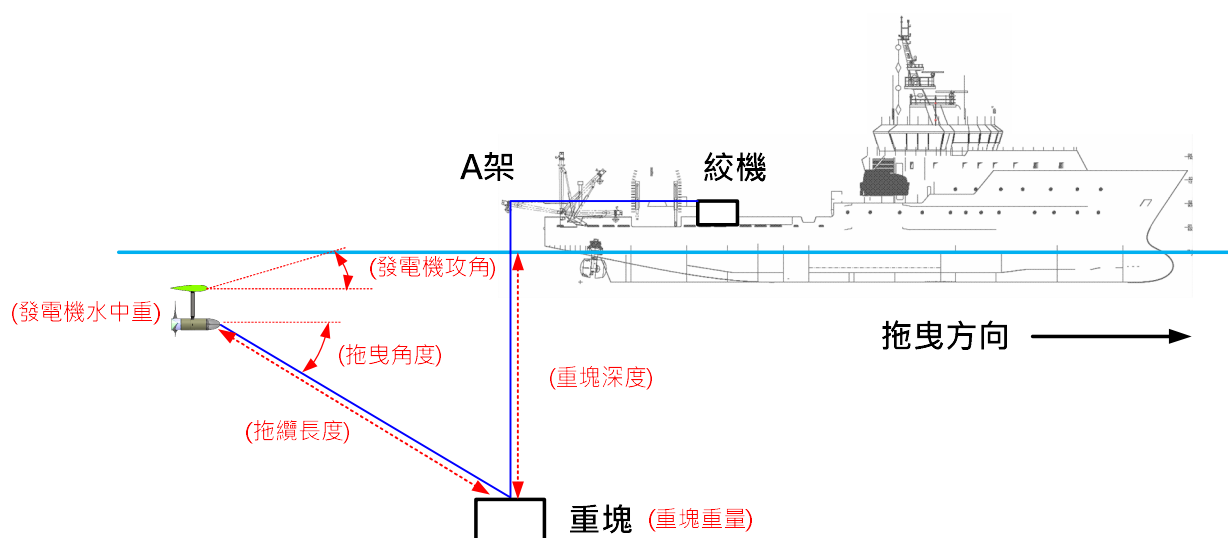 A架
絞機
(發電機攻角)
(發電機水中重)
拖曳方向
(拖曳角度)
(重塊深度)
(拖纜長度)
重塊 (重塊重量)